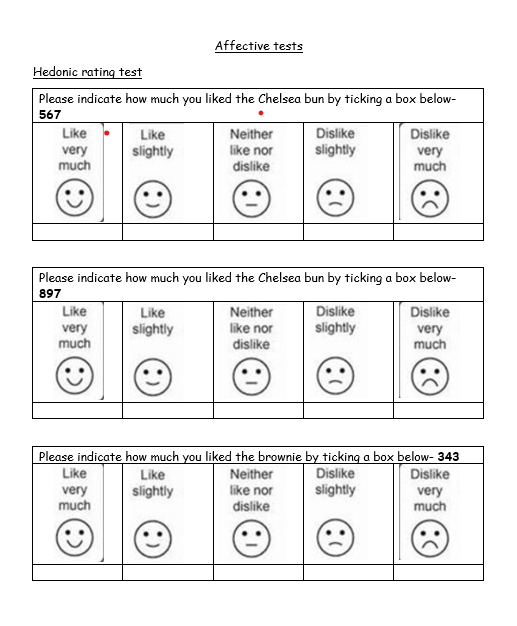 Affective tests
Hedonic rating test
Please indicate how much you liked the Chelsea bun by ticking a box below-
567
Like very much
Like slightly
Neither like nor dislike
Dislike slightly
Dislike very much
Please indicate how much you liked the Chelsea bun by ticking a box below-
897
Like very much
Like slightly
Neither like nor dislike
Dislike slightly
Dislike very much
Please indicate how much you liked the brownie by ticking a box below- 343
Like very much
Like slightly
Neither like nor dislike
Dislike slightly
Dislike very much